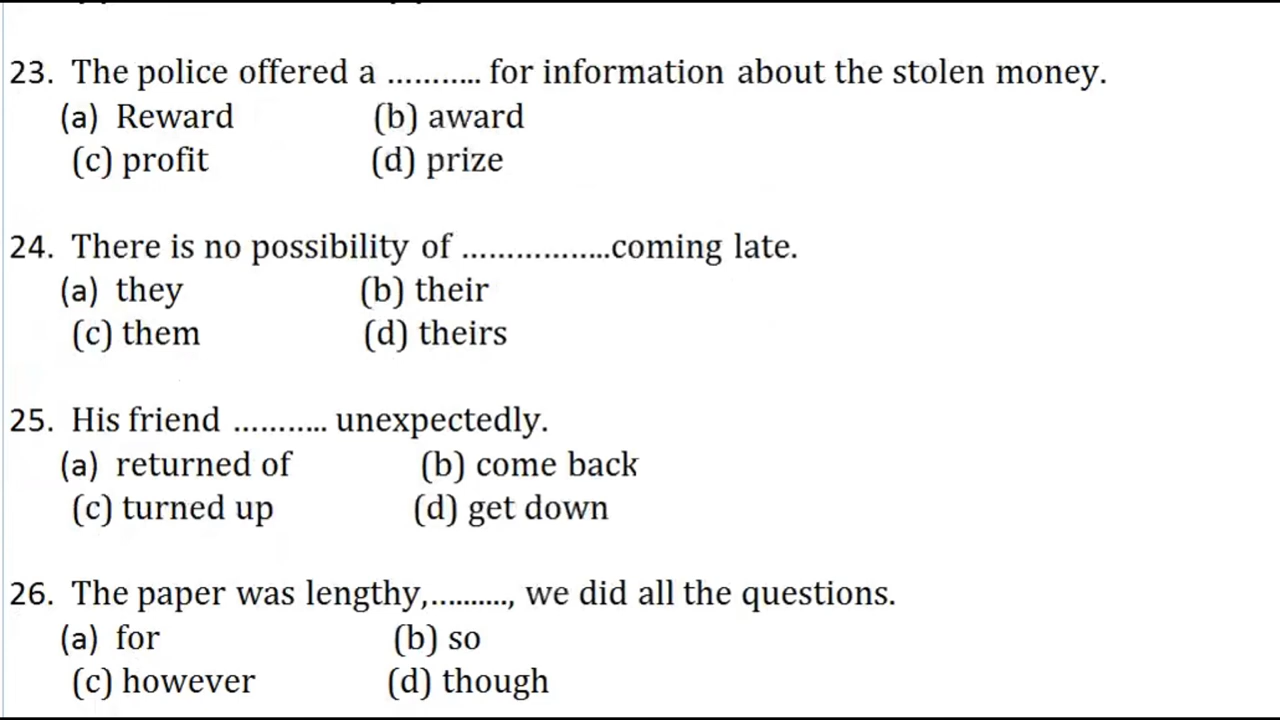 23. The police offered a ........... for information about the stolen money.
(a) Reward (b) award
(c) profit (d) prize
24. There is no possibility of ..................coming late.
(a) they (b) their
(c) them (d) theirs
25. His friend ........... unexpectedly.
(a) returned of (b) come back
(c) turned up (d) get down
26. The paper was lengthy,.........., we did all the questions.
(a) for (b) so
(c) however (d) though